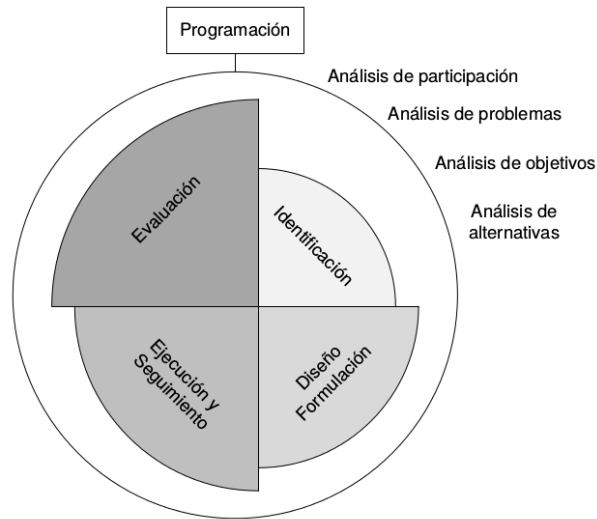 Programación
Análisis de participación
Análisis de problemas
Análisis de objetivos
Análisis de
alternativas
Evaluación
Identificación
Ejecución y
Seguimiento
Diseño
Formulación